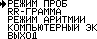 ▸РЕЖИМ ПРОБ
RR-ГРАММА
РЕЖИМ АРИТМИИ
КОМПЬЮТЕРНЫЙ ЭК
ВЫХОД